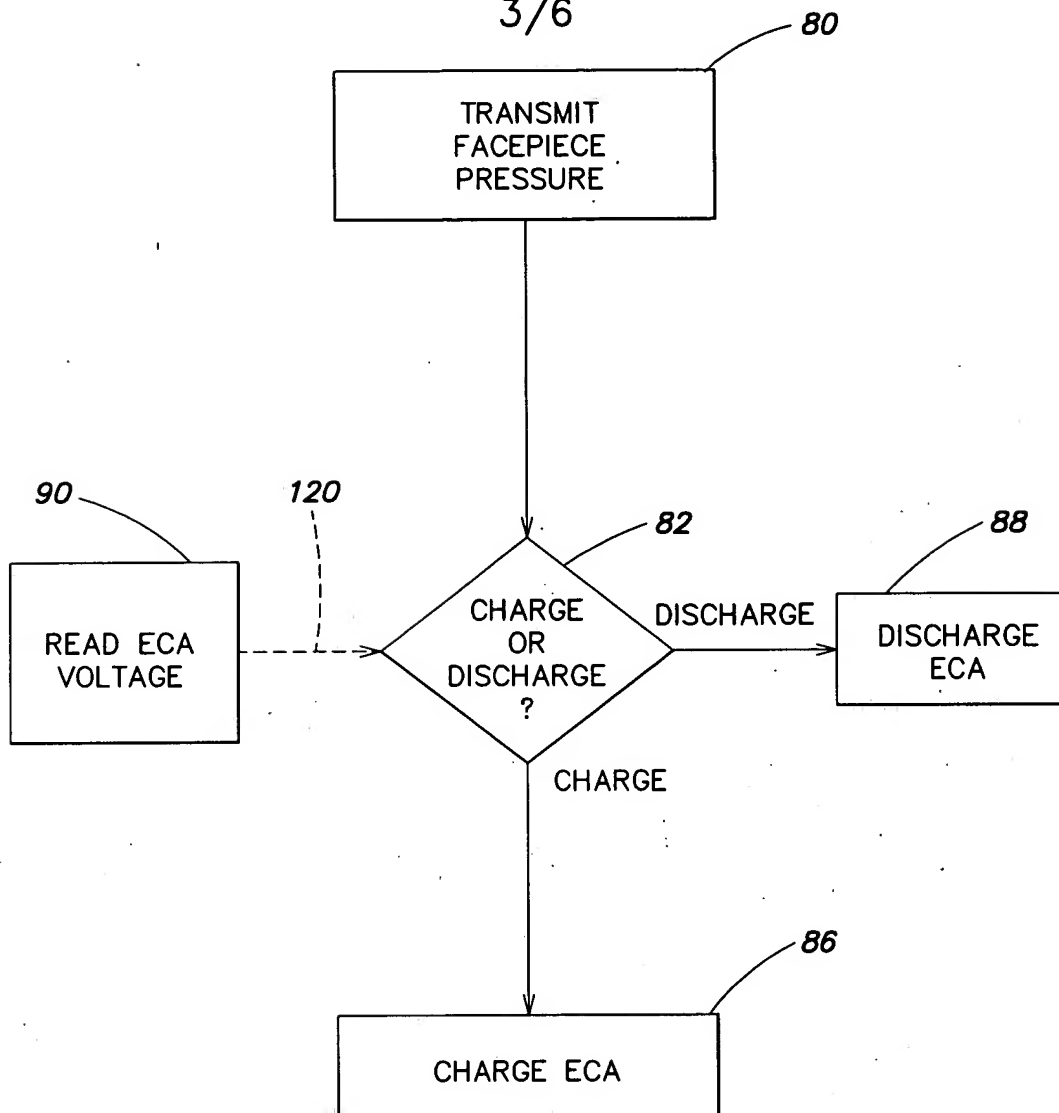 3/6
80
TRANSMIT
FACEPIECE
PRESSURE
90
120
82
88
READ ECA
VOLTAGE
CHARGE
OR
DISCHARGE
?
DISCHARGE
DISCHARGE
ECA
CHARGE
86
CHARGE ECA